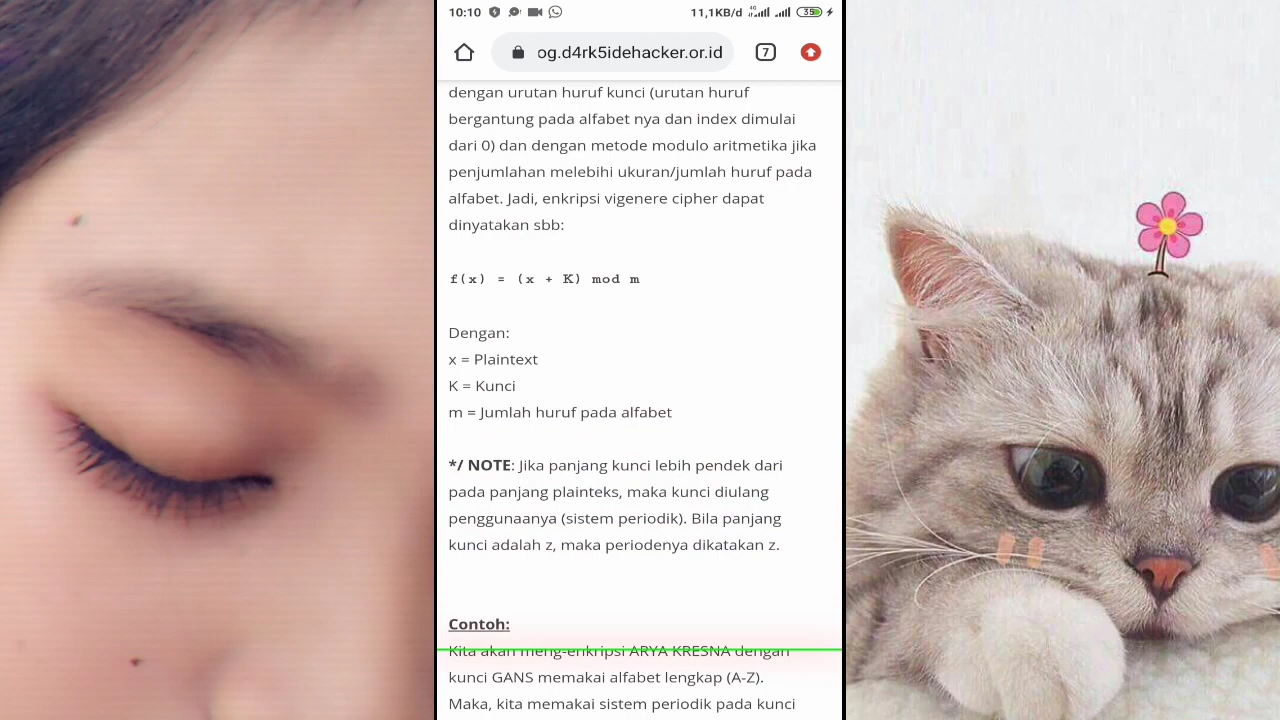 10:10 11,1KB/d 4G 35
og.d4rk5idehacker.or.id 7
dengan urutan huruf kunci (urutan huruf
bergantung pada alfabet nya dan index dimulai
dari 0) dan dengan metode modulo aritmetika jika
penjumlahan melebihi ukuran/jumlah huruf pada
alfabet. Jadi, enkripsi vigenere cipher dapat
dinyatakan sbb:
f(x) = (x + K) mod m
Dengan:
x = Plaintext
K = Kunci
m = Jumlah huruf pada alfabet
*/ NOTE: Jika panjang kunci lebih pendek dari
pada panjang plainteks, maka kunci diulang
penggunaanya (sistem periodik). Bila panjang
kunci adalah z, maka periodenya dikatakan z.
Contoh:
Kita akan meng-enkripsi ARYA KRESNA dengan
kunci GANS memakai alfabet lengkap (A-Z).
Maka, kita memakai sistem periodik pada kunci